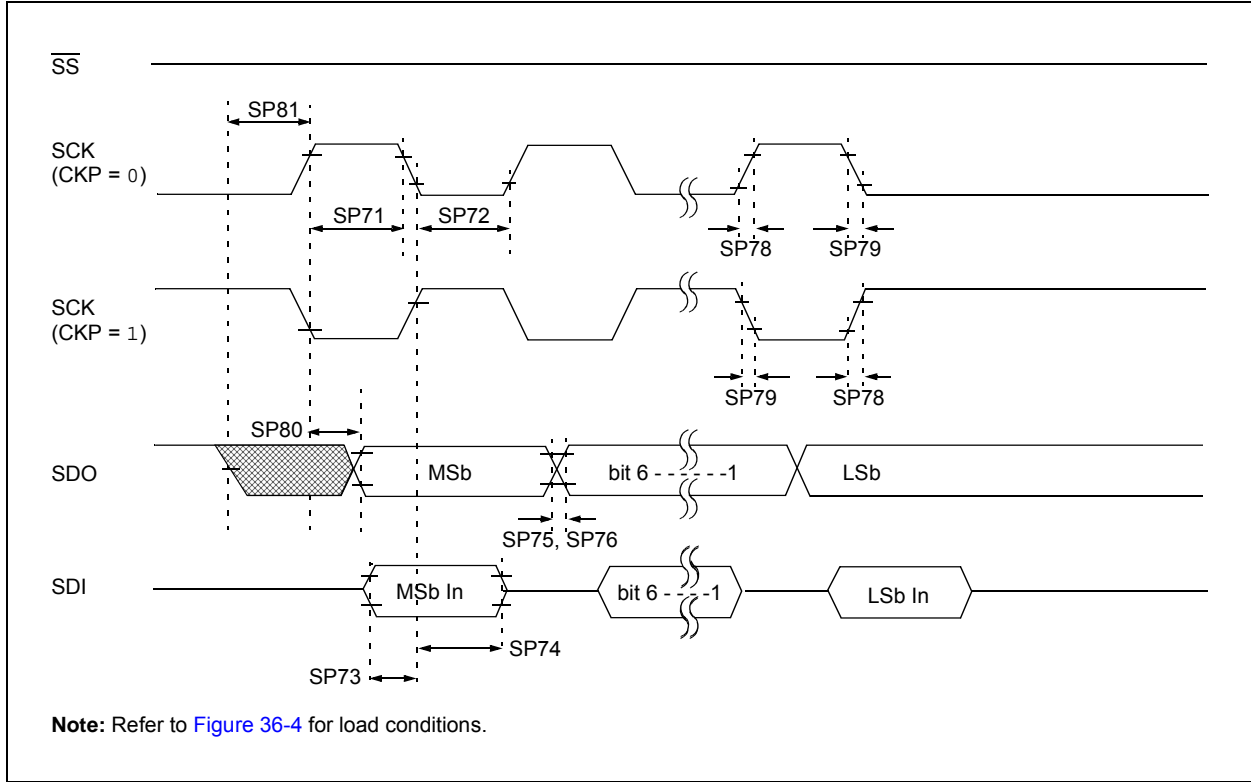 SS
SP81
SCK
(CKP = 0)
SP71
SP72
SP78
SP79
SCK
(CKP = 1)
SP79
SP78
SP80
SDO
MSb
bit 6 - - - - - - 1
LSb
SP75, SP76
SDI
MSb In
bit 6 - - - - - 1
LSb In
SP74
SP73
Note: Refer to Figure 36-4 for load conditions.